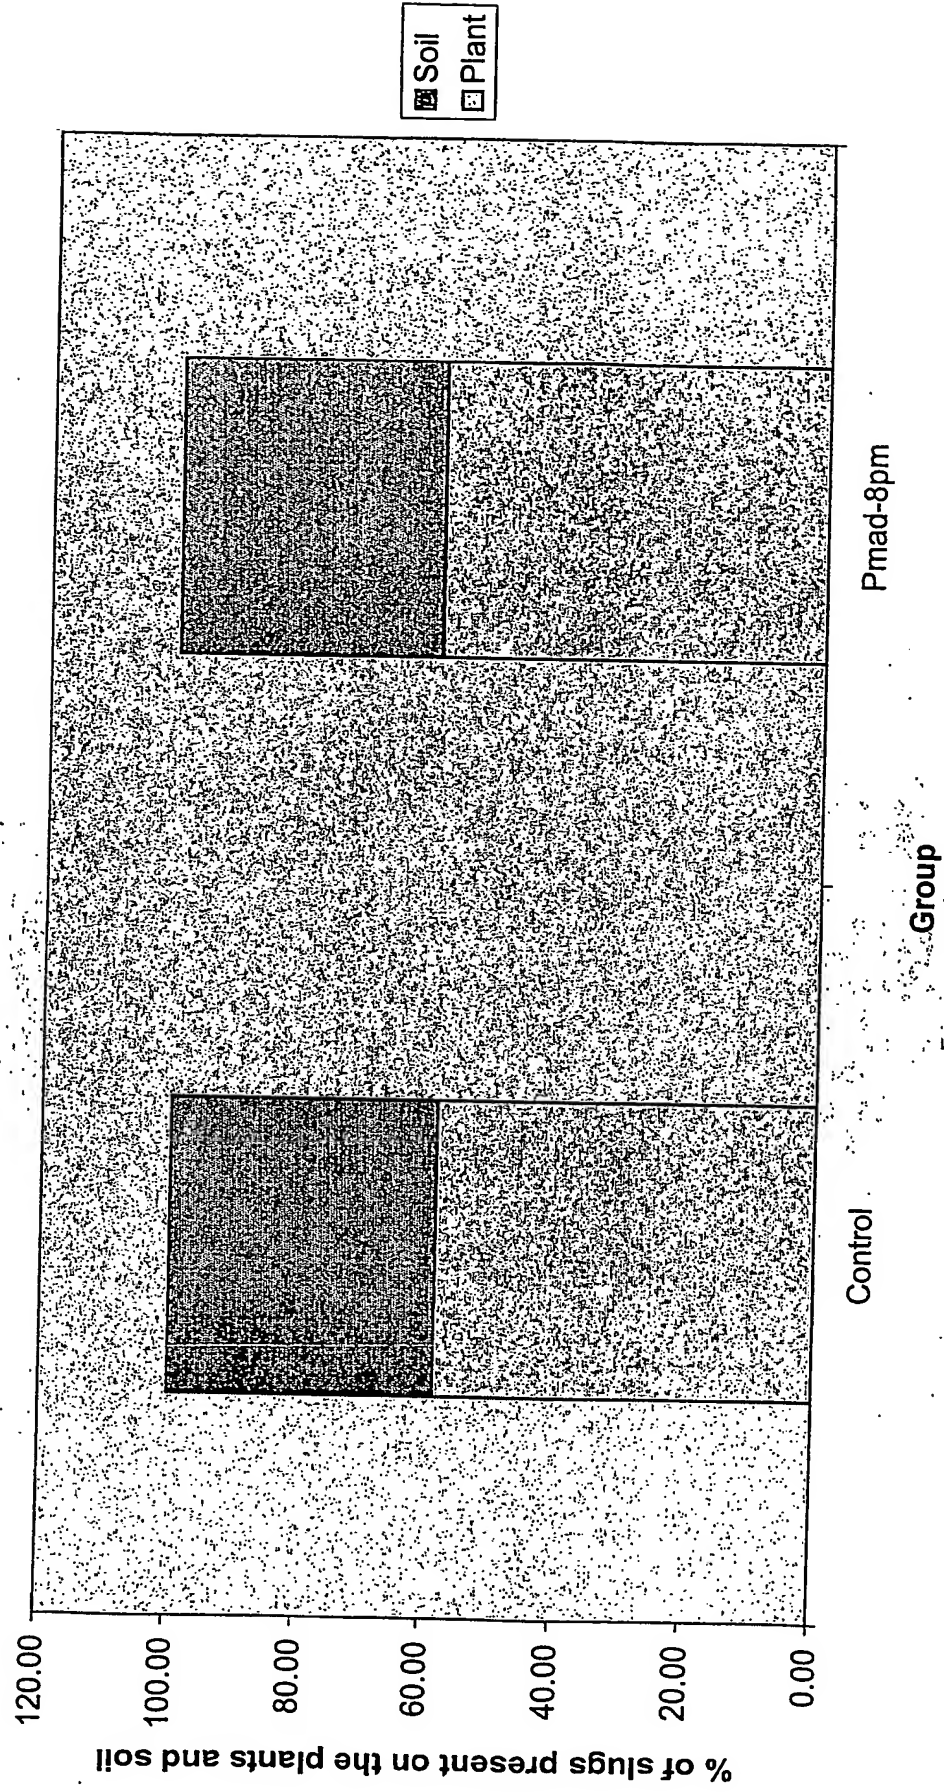 % of slugs present on the plants and soil
120.00
100.00
80.00
60.00
40.00
20.00
0.00
Control
Pmad-8pm
Group
Soil
Plant